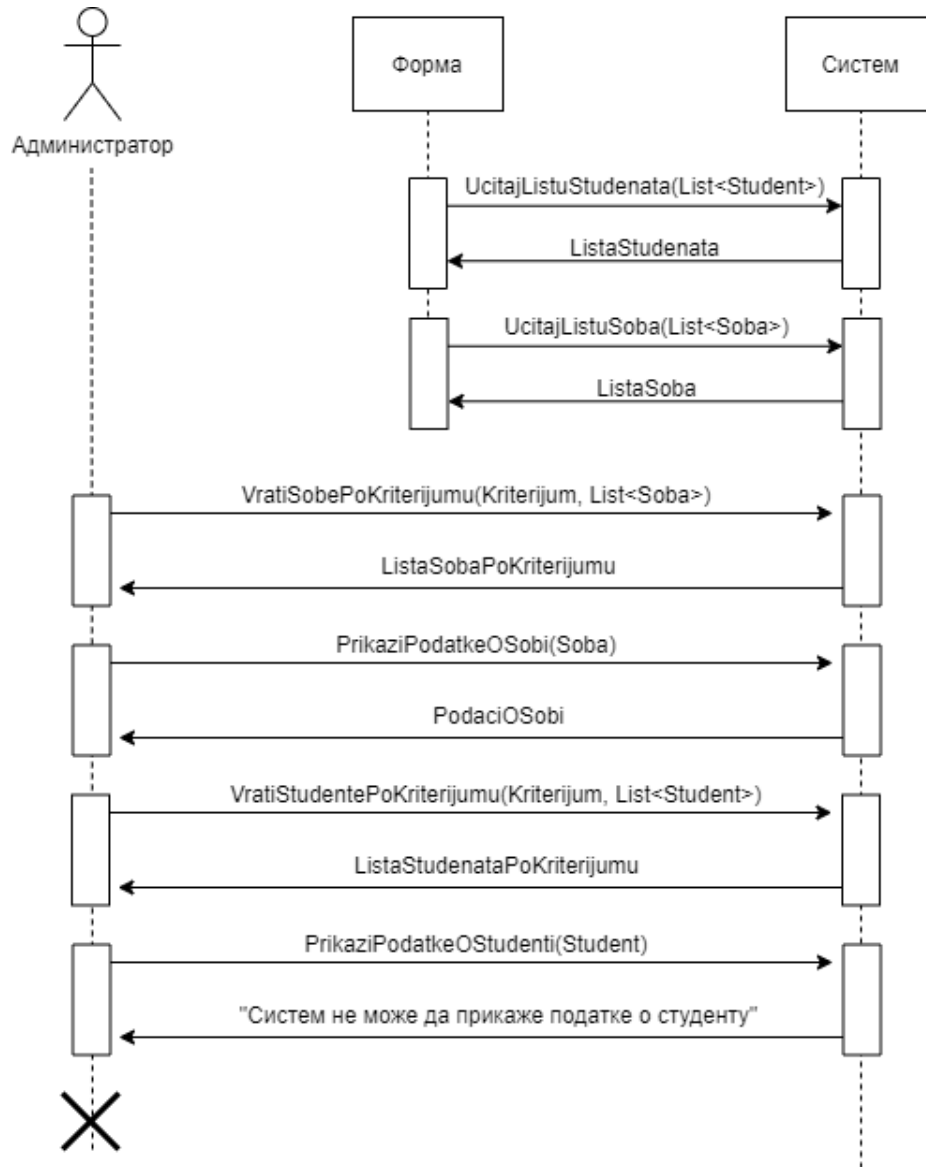 Форма
Систем
Администратор
UcitajListuStudenata(List<Student>)
ListaStudenata
UcitajListuSoba(List<Soba>)
ListaSoba
VratiSobePoKriterijumu(Kriterijum, List<Soba>)
ListaSobaPoKriterijumu
PrikaziPodatkeOSobi(Soba)
PodaciOSobi
VratiStudentePoKriterijumu(Kriterijum, List<Student>)
ListaStudenataPoKriterijumu
PrikaziPodatkeOStudenti(Student)
"Систем не може да прикаже податке о студенту"